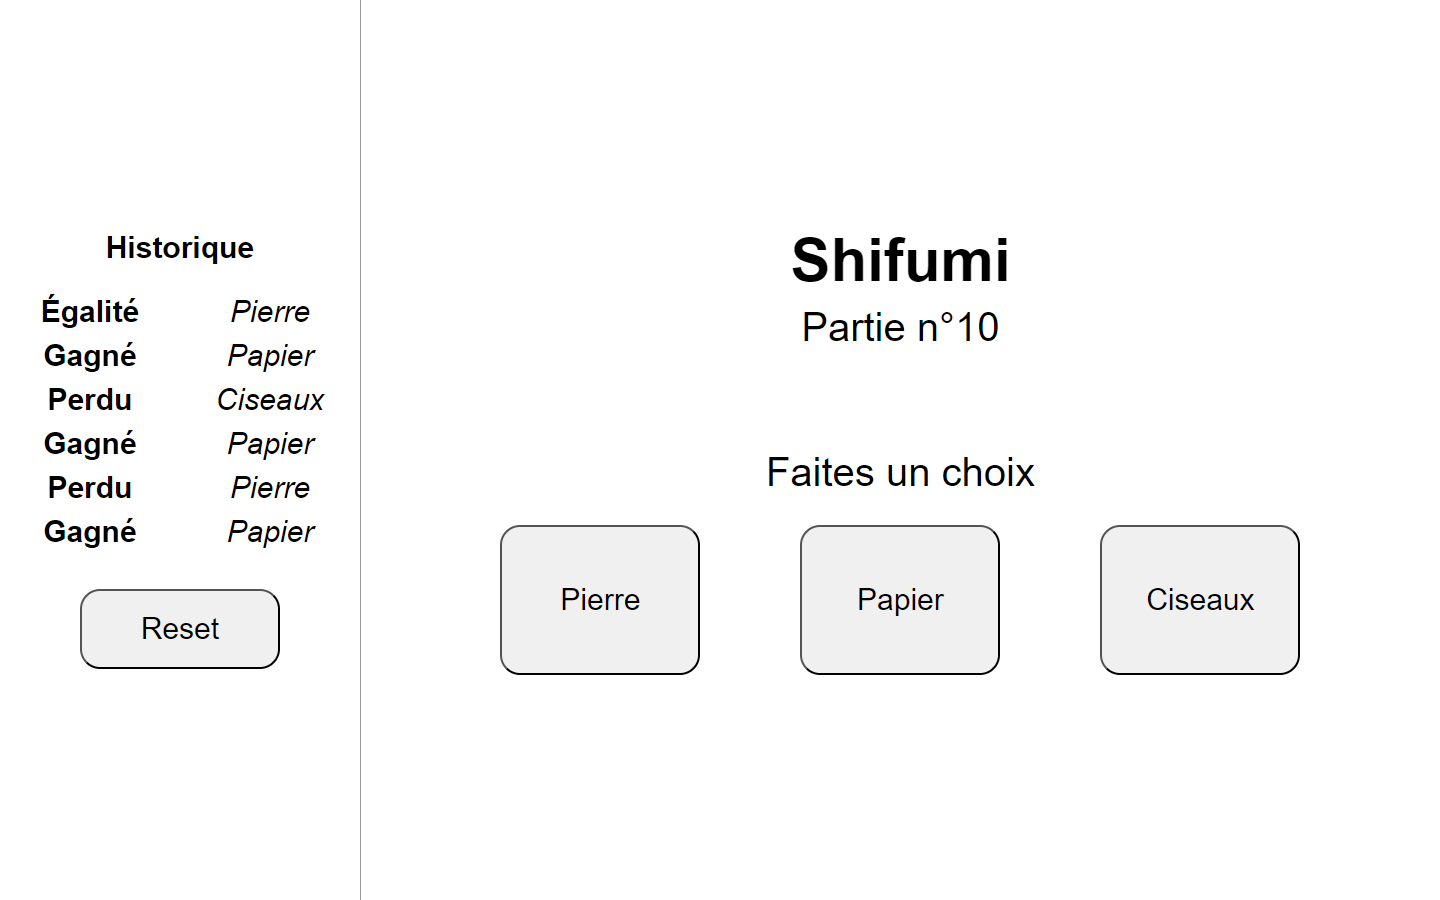 Historique
Égalité Pierre
Gagné Papier
Perdu Ciseaux
Gagné Papier
Perdu Pierre
Gagné Papier
Reset
Shifumi
Partie n°10
Faites un choix
Pierre Papier Ciseaux